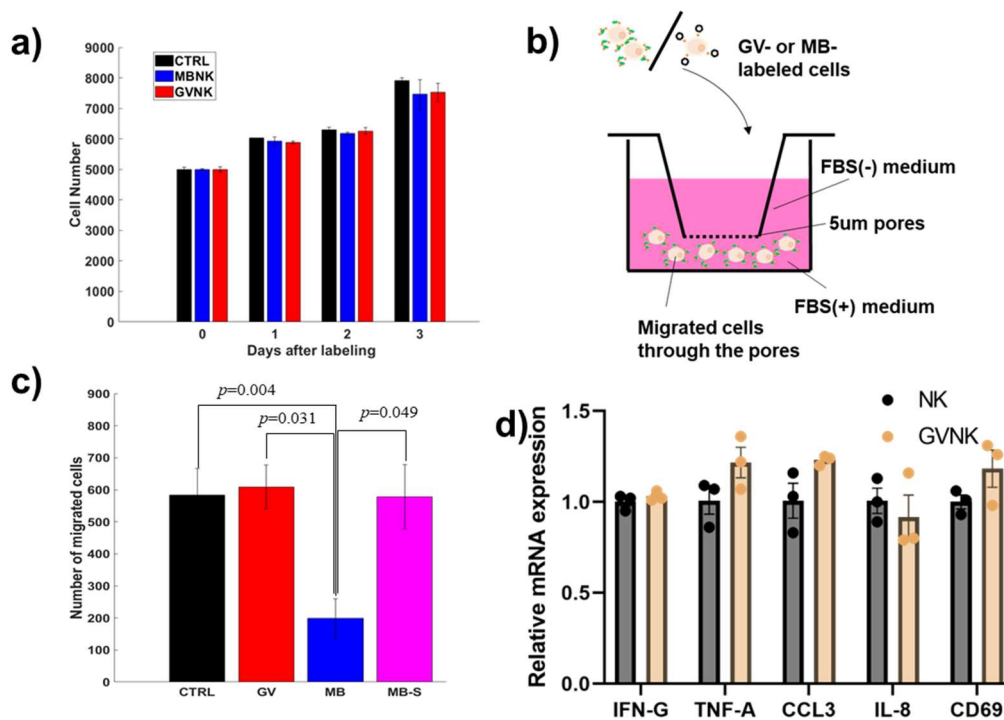 a)
9000
8000
7000
6000
5000
4000
3000
2000
1000
0
Cell Number
CTRL
MBNK
GVNK
0 1 2 3
Days after labeling
b)
GV- or MB-
labeled cells
FBS(-) medium
5um pores
FBS(+) medium
Migrated cells
through the pores
c)
900
800
700
600
500
400
300
200
100
0
Number of migrated cells
p=0.004
p=0.031
p=0.049
CTRL GV MB MB-S
d)
1.5
1.0
0.5
0.0
Relative mRNA expression
NK
GVNK
IFN-G TNF-A CCL3 IL-8 CD69